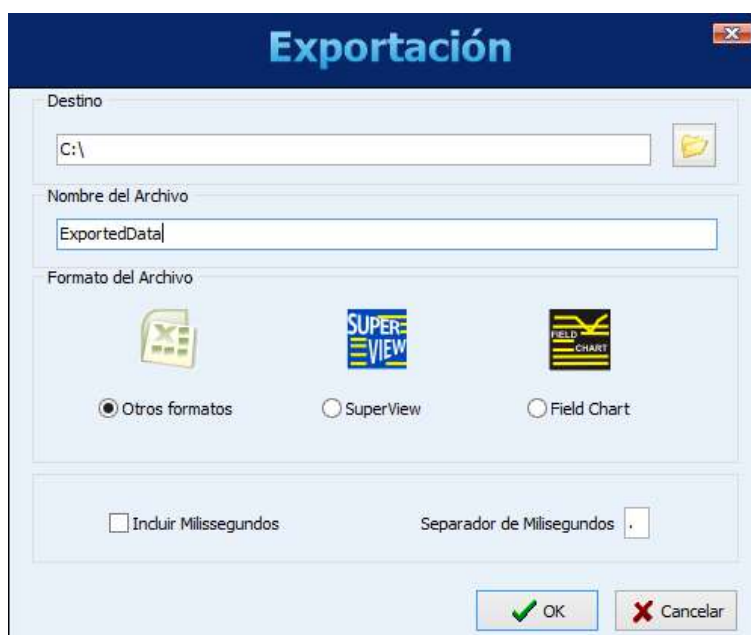 Exportación
Destino
C:\
Nombre del Archivo
ExportedData
Formato del Archivo
SUPER VIEW
FIELD CHART
Otros formatos SuperView Field Chart
Incluir Milissegundos Separador de Milisegundos .
OK Cancelar